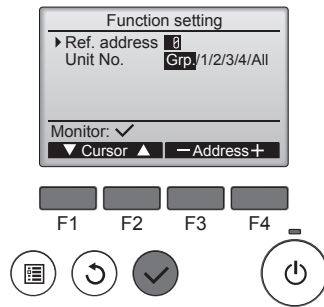 Function setting
Ref. address 0
Unit No. Grp./1/2/3/4/All
Monitor: ✓
▼ Cursor ▲ −Address+
F1 F2 F3 F4